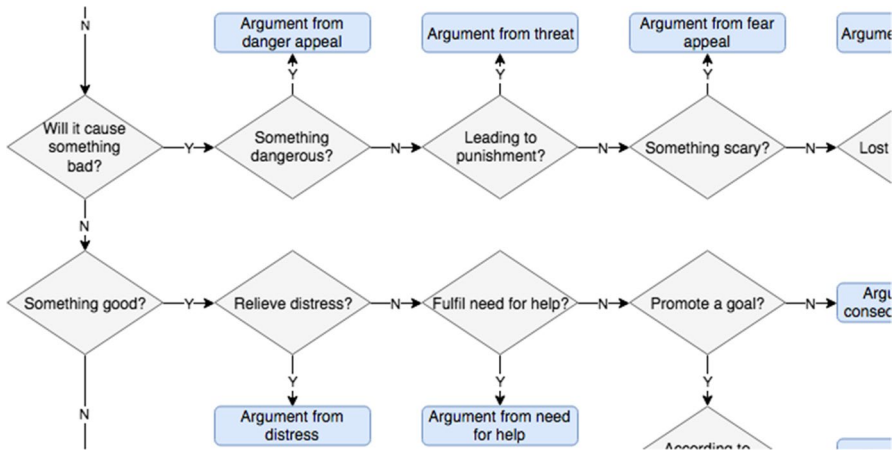 N
Argument from
danger appeal
Argument from threat
Argument from fear
appeal
Y
Y
Y
Will it cause
something
bad?
Y
Something
dangerous?
N
Leading to
punishment?
N
Something scary?
N
Lost
N
Something good?
Y
Relieve distress?
N
Fulfil need for help?
N
Promote a goal?
N
N
Y
Y
Y
Argument from
distress
Argument from need
for help
According to